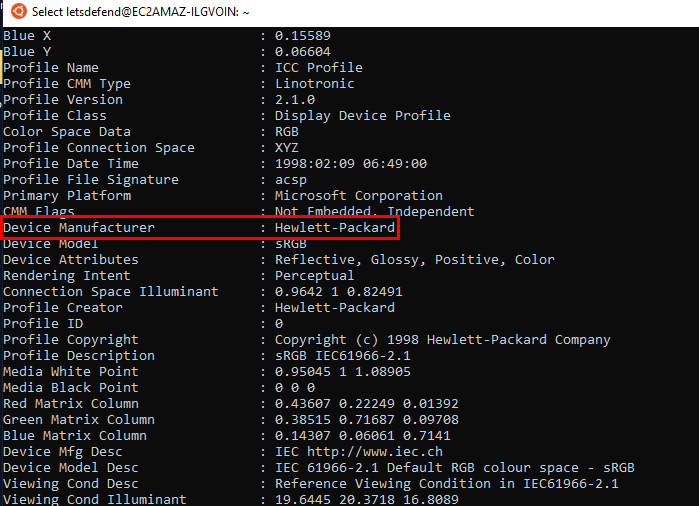 Select letsdefend@EC2AMAZ-ILGVOIN: ~
Blue X : 0.15589
Blue Y : 0.06604
Profile Name : ICC Profile
Profile CMM Type : Linotronic
Profile Version : 2.1.0
Profile Class : Display Device Profile
Color Space Data : RGB
Profile Connection Space : XYZ
Profile Date Time : 1998:02:09 06:49:00
Profile File Signature : acsp
Primary Platform : Microsoft Corporation
CMM Flags : Not Embedded, Independent
Device Manufacturer : Hewlett-Packard
Device Model : sRGB
Device Attributes : Reflective, Glossy, Positive, Color
Rendering Intent : Perceptual
Connection Space Illuminant : 0.9642 1 0.82491
Profile Creator : Hewlett-Packard
Profile ID : 0
Profile Copyright : Copyright (c) 1998 Hewlett-Packard Company
Profile Description : sRGB IEC61966-2.1
Media White Point : 0.95045 1 1.08905
Media Black Point : 0 0 0
Red Matrix Column : 0.43607 0.22249 0.01392
Green Matrix Column : 0.38515 0.71687 0.09708
Blue Matrix Column : 0.14307 0.06061 0.7141
Device Mfg Desc : IEC http://www.iec.ch
Device Model Desc : IEC 61966-2.1 Default RGB colour space - sRGB
Viewing Cond Desc : Reference Viewing Condition in IEC61966-2.1
Viewing Cond Illuminant : 19.6445 20.3718 16.8089